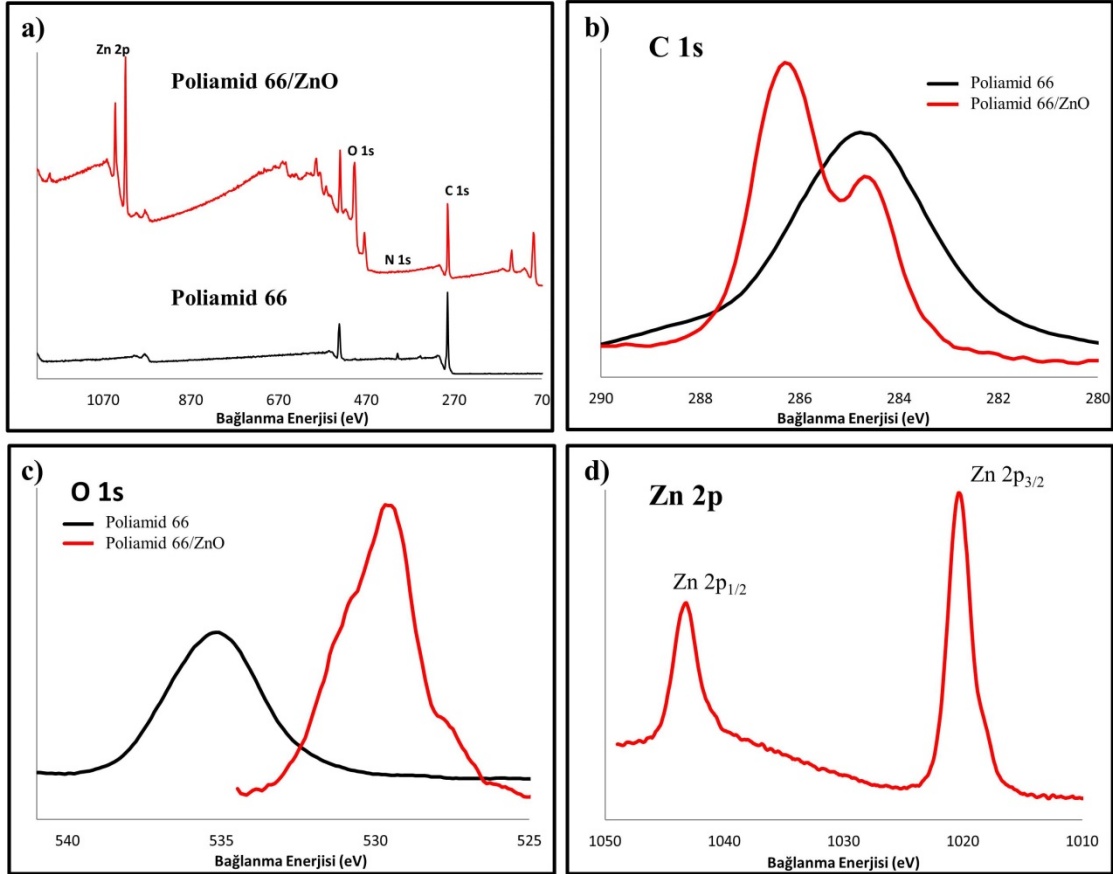 a)
Zn 2p
Poliamid 66/ZnO
O 1s
C 1s
N 1s
Poliamid 66
1070 870 670 470 270 70
Bağlanma Enerjisi (eV)
b)
C 1s
Poliamid 66
Poliamid 66/ZnO
290 288 286 284 282 280
Bağlanma Enerjisi (eV)
c)
O 1s
Poliamid 66
Poliamid 66/ZnO
540 535 530 525
Bağlanma Enerjisi (eV)
d)
Zn 2p
Zn 2p3/2
Zn 2p1/2
1050 1040 1030 1020 1010
Bağlanma Enerjisi (eV)